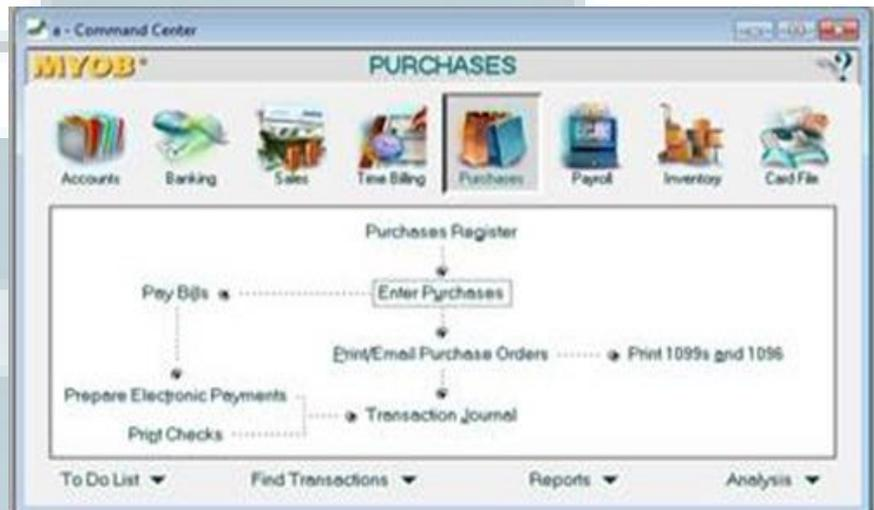 a - Command Center
MYOB® PURCHASES
Accounts Banking Sales Time Billing Purchases Payroll Inventory Card File
Purchases Register
Pay Bills Enter Purchases
Print/Email Purchase Orders Print 1099s and 1096
Prepare Electronic Payments
Transaction Journal
Print Checks
To Do List Find Transactions Reports Analysis